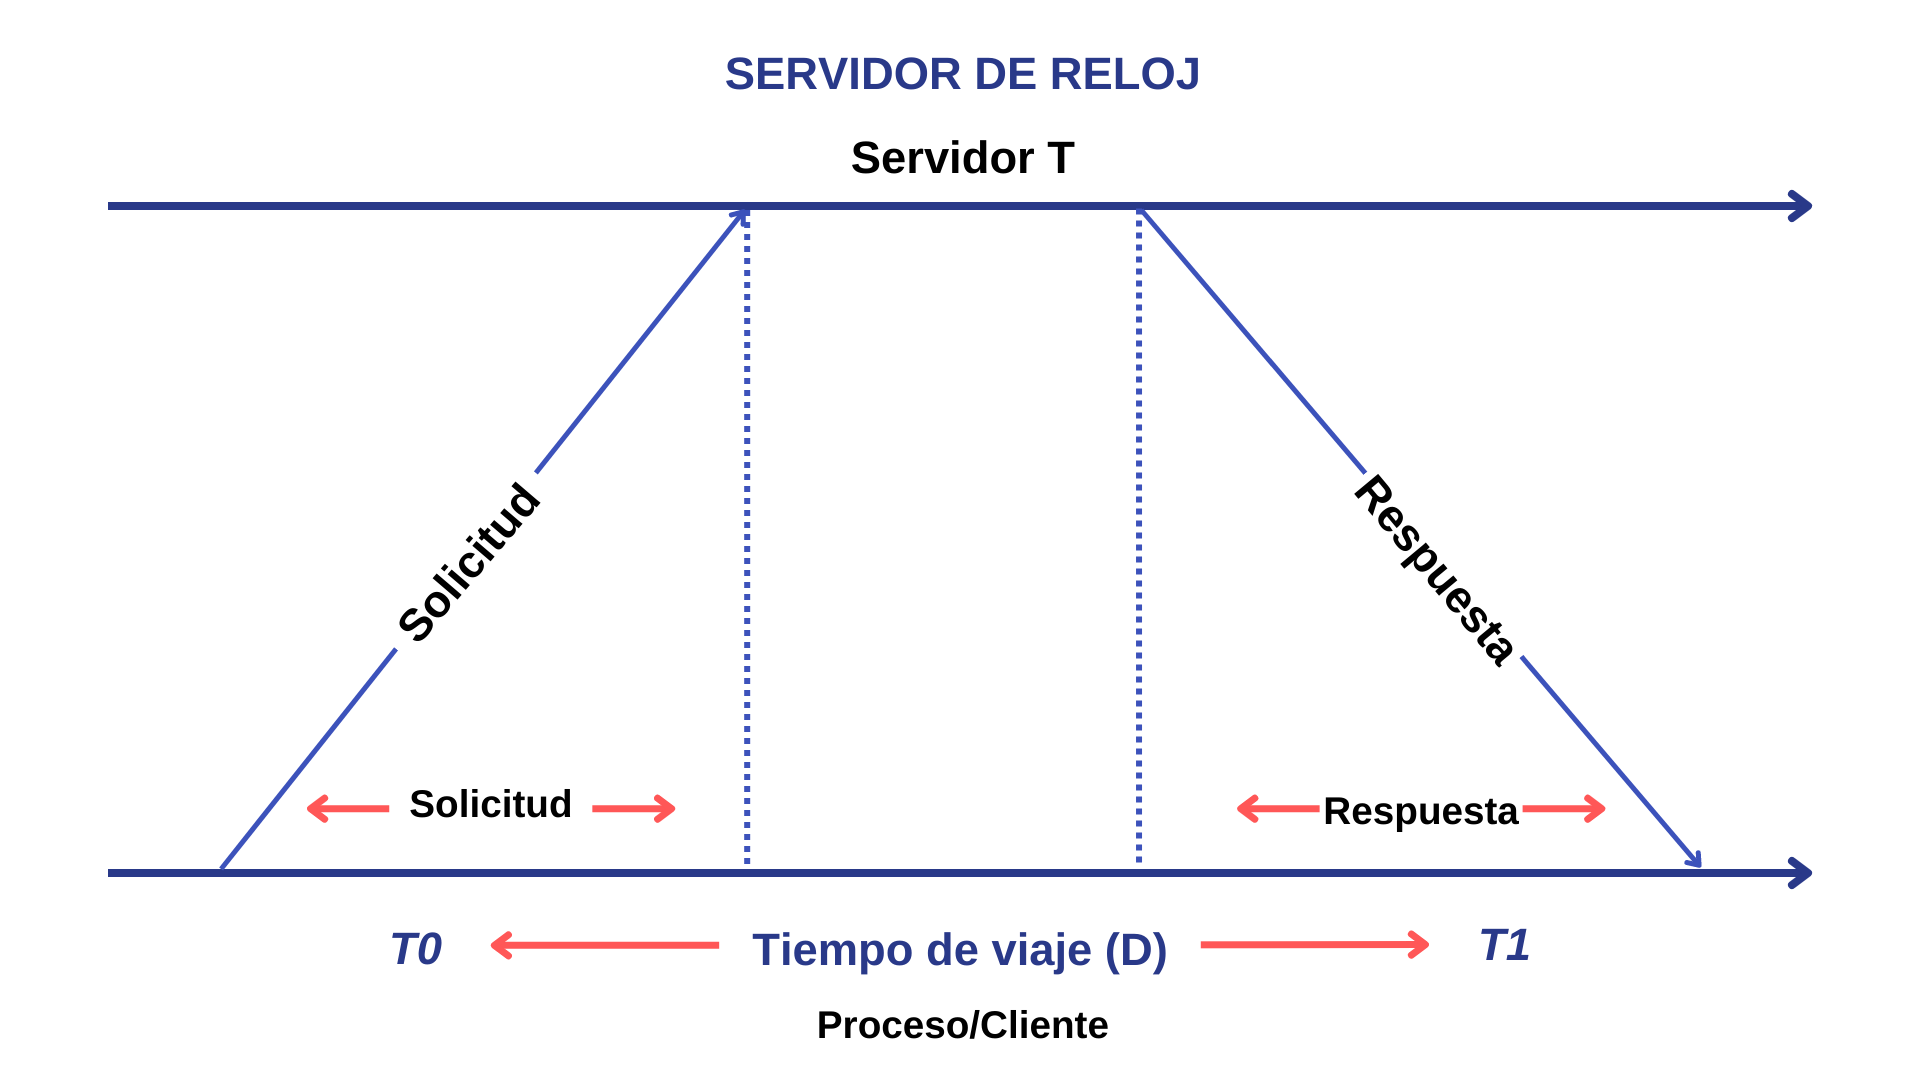 SERVIDOR DE RELOJ
Servidor T
Solicitud
Respuesta
Solicitud
Respuesta
T0
Tiempo de viaje (D)
T1
Proceso/Cliente